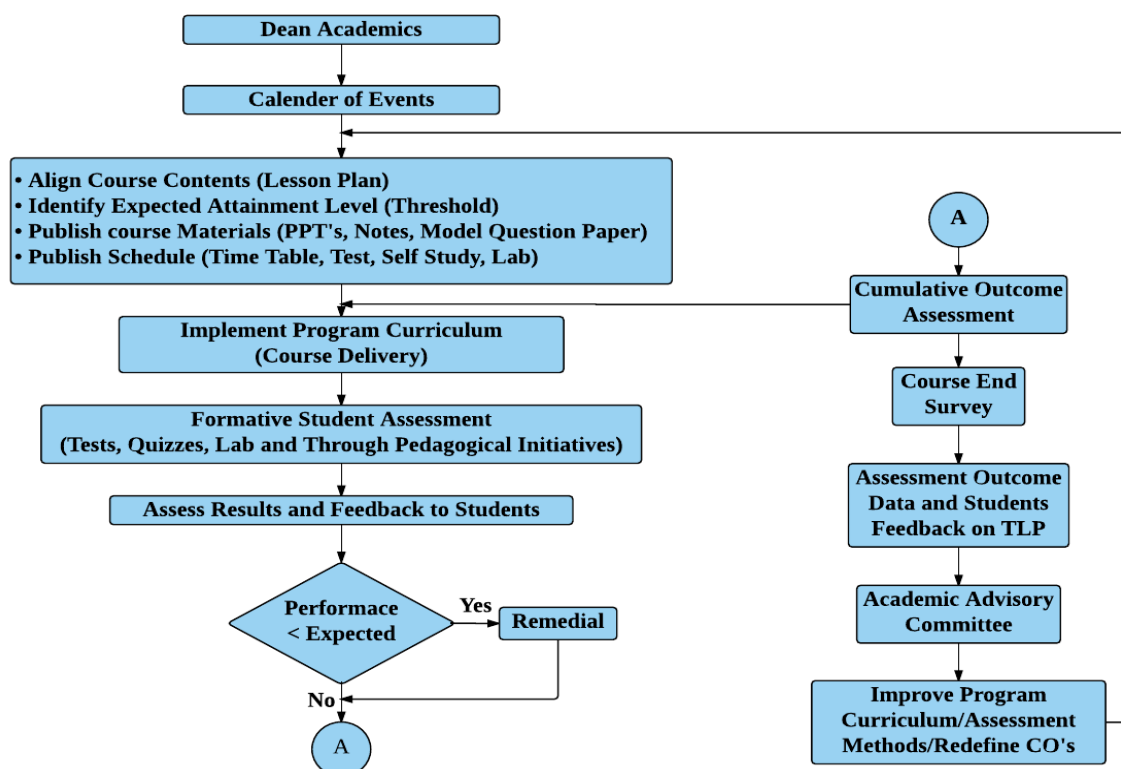 Dean Academics
Calender of Events
• Align Course Contents (Lesson Plan)
• Identify Expected Attainment Level (Threshold)
• Publish course Materials (PPT's, Notes, Model Question Paper)
• Publish Schedule (Time Table, Test, Self Study, Lab)
Implement Program Curriculum
(Course Delivery)
Formative Student Assessment
(Tests, Quizzes, Lab and Through Pedagogical Initiatives)
Assess Results and Feedback to Students
Performace
< Expected
Yes
Remedial
No
A
A
Cumulative Outcome
Assessment
Course End
Survey
Assessment Outcome
Data and Students
Feedback on TLP
Academic Advisory
Committee
Improve Program
Curriculum/Assessment
Methods/Redefine CO's